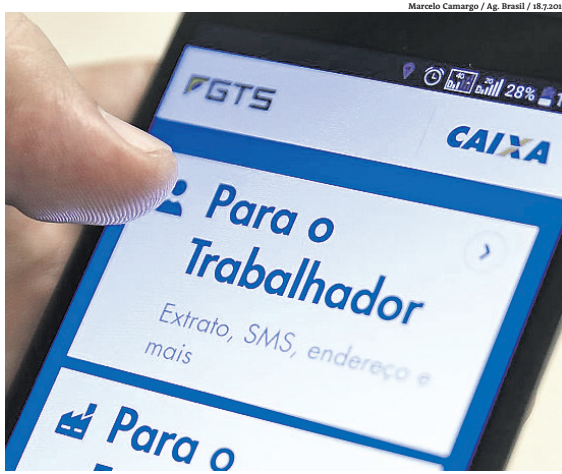 Marcelo Camargo / Ag. Brasil / 18.7.201
28%
FGTS
CAIXA
Para o
Trabalhador
Extrato, SMS, endereço e
mais
Para o